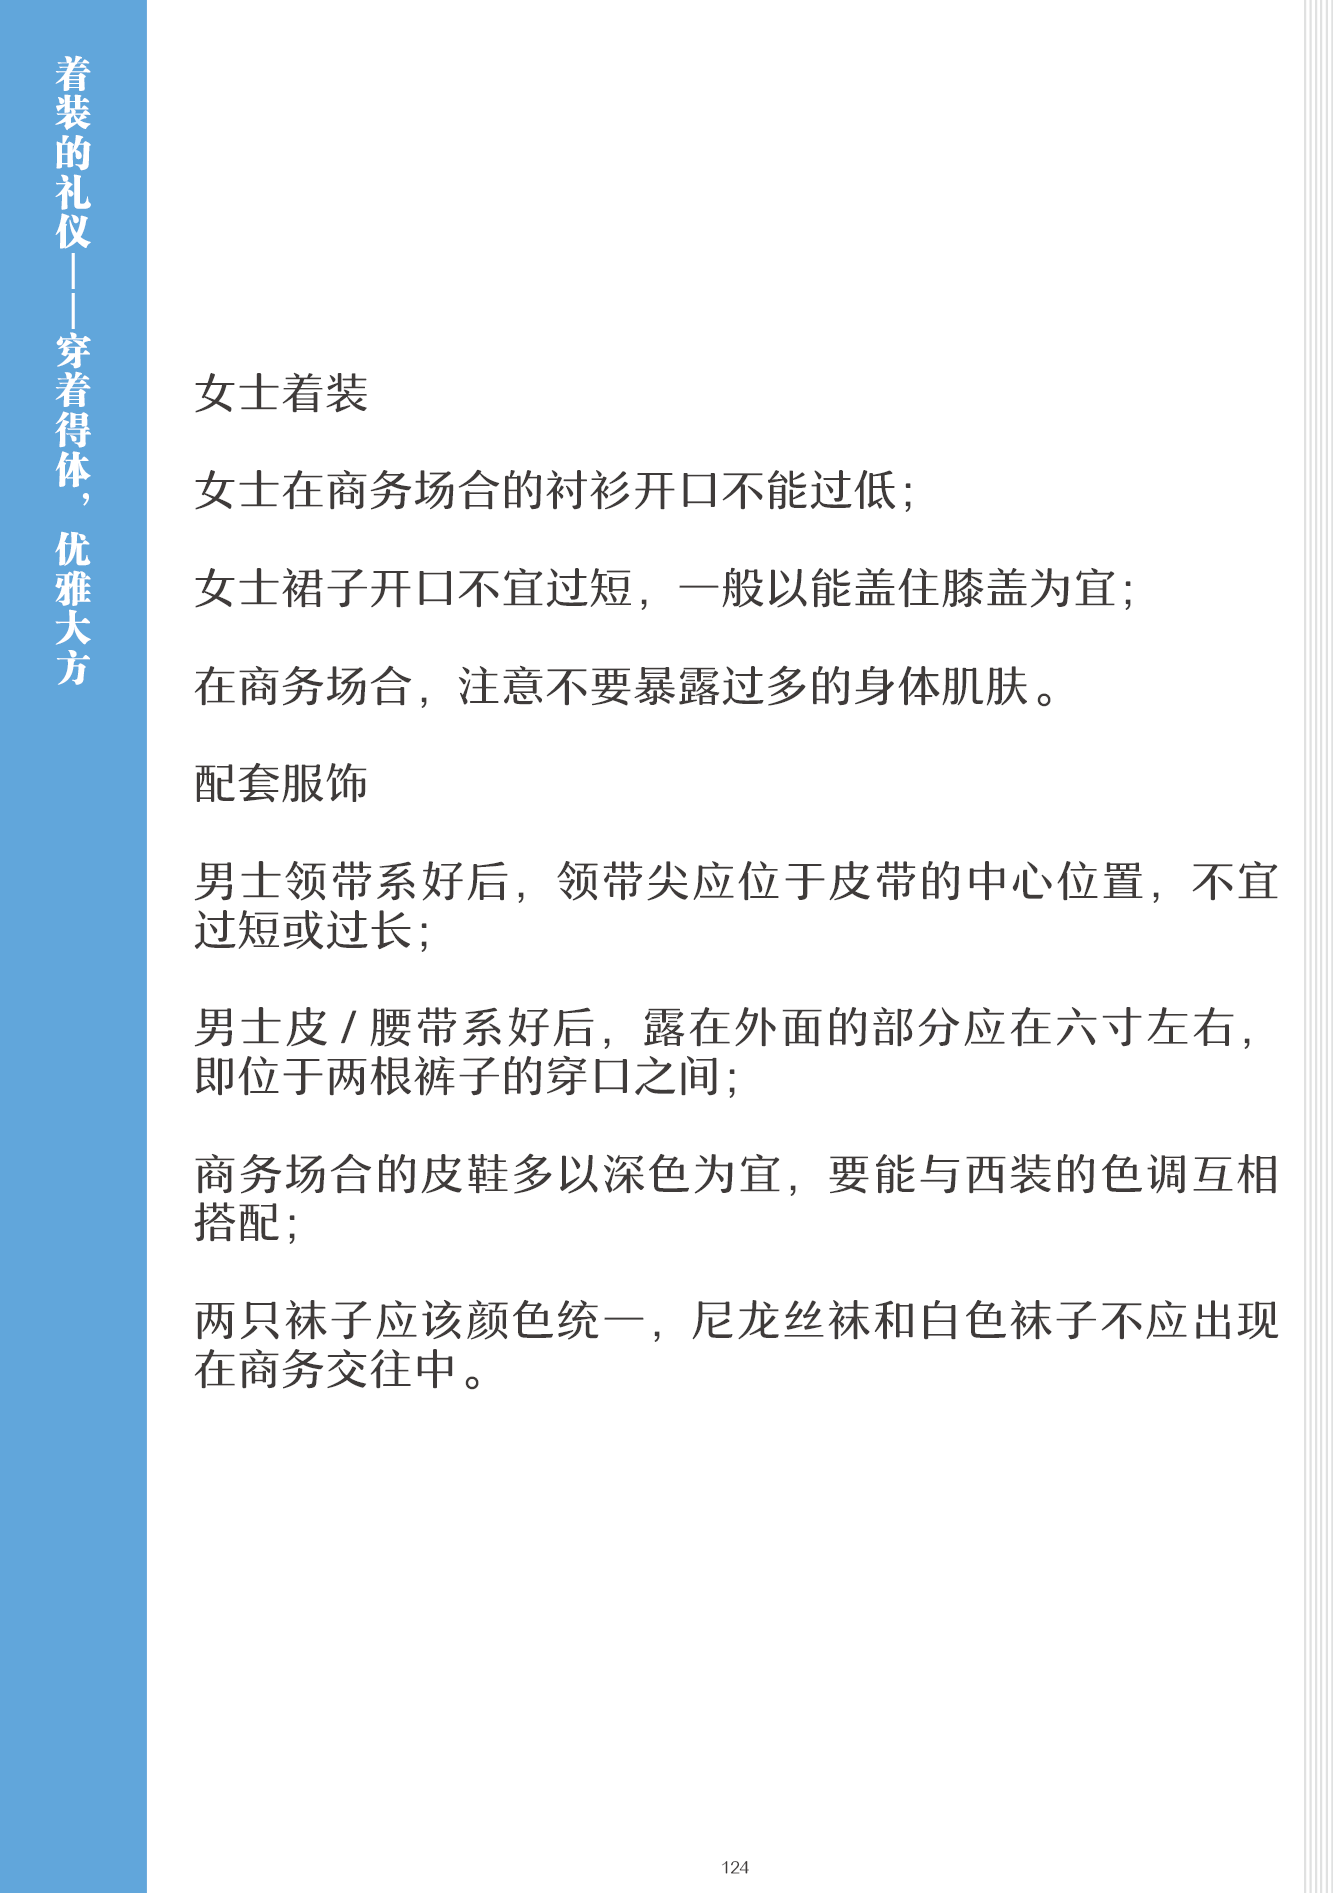 着装的礼仪——穿着得体，优雅大方
女士着装
女士在商务场合的衬衫开口不能过低；
女士裙子开口不宜过短，一般以能盖住膝盖为宜；
在商务场合，注意不要暴露过多的身体肌肤。
配套服饰
男士领带系好后，领带尖应位于皮带的中心位置，不宜
过短或过长；
男士皮/腰带系好后，露在外面的部分应在六寸左右，
即位于两根裤子的穿口之间；
商务场合的皮鞋多以深色为宜，要能与西装的色调互相
搭配；
两只袜子应该颜色统一，尼龙丝袜和白色袜子不应出现
在商务交往中。
124